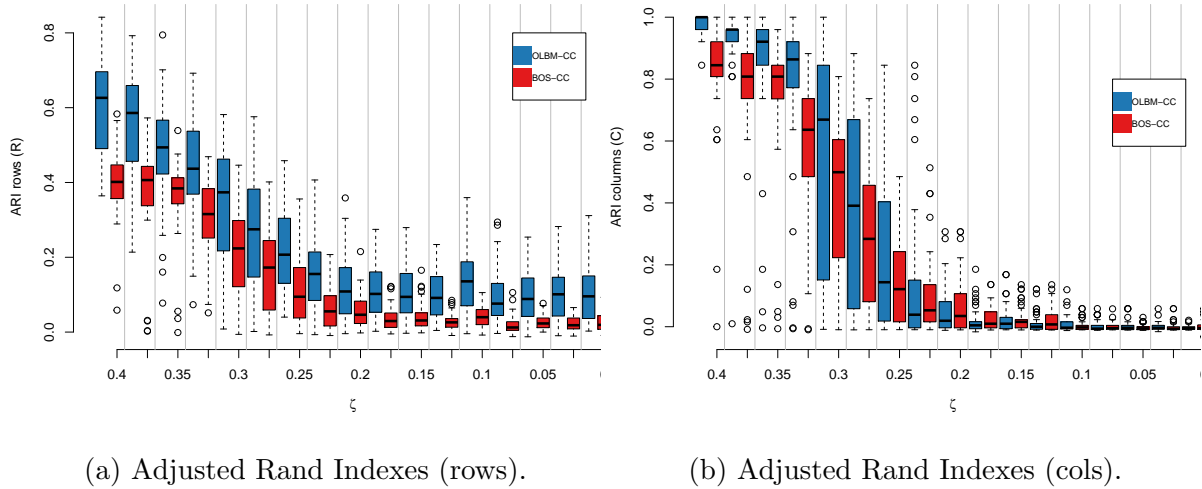 ARI rows (R)
0.8
0.6
0.4
0.2
0.0
OLBM-CC
BOS-CC
0.4 0.35 0.3 0.25 0.2 0.15 0.1 0.05
ζ
(a) Adjusted Rand Indexes (rows).
ARI columns (C)
1.0
0.8
0.6
0.4
0.2
0.0
OLBM-CC
BOS-CC
0.4 0.35 0.3 0.25 0.2 0.15 0.1 0.05
ζ
(b) Adjusted Rand Indexes (cols).